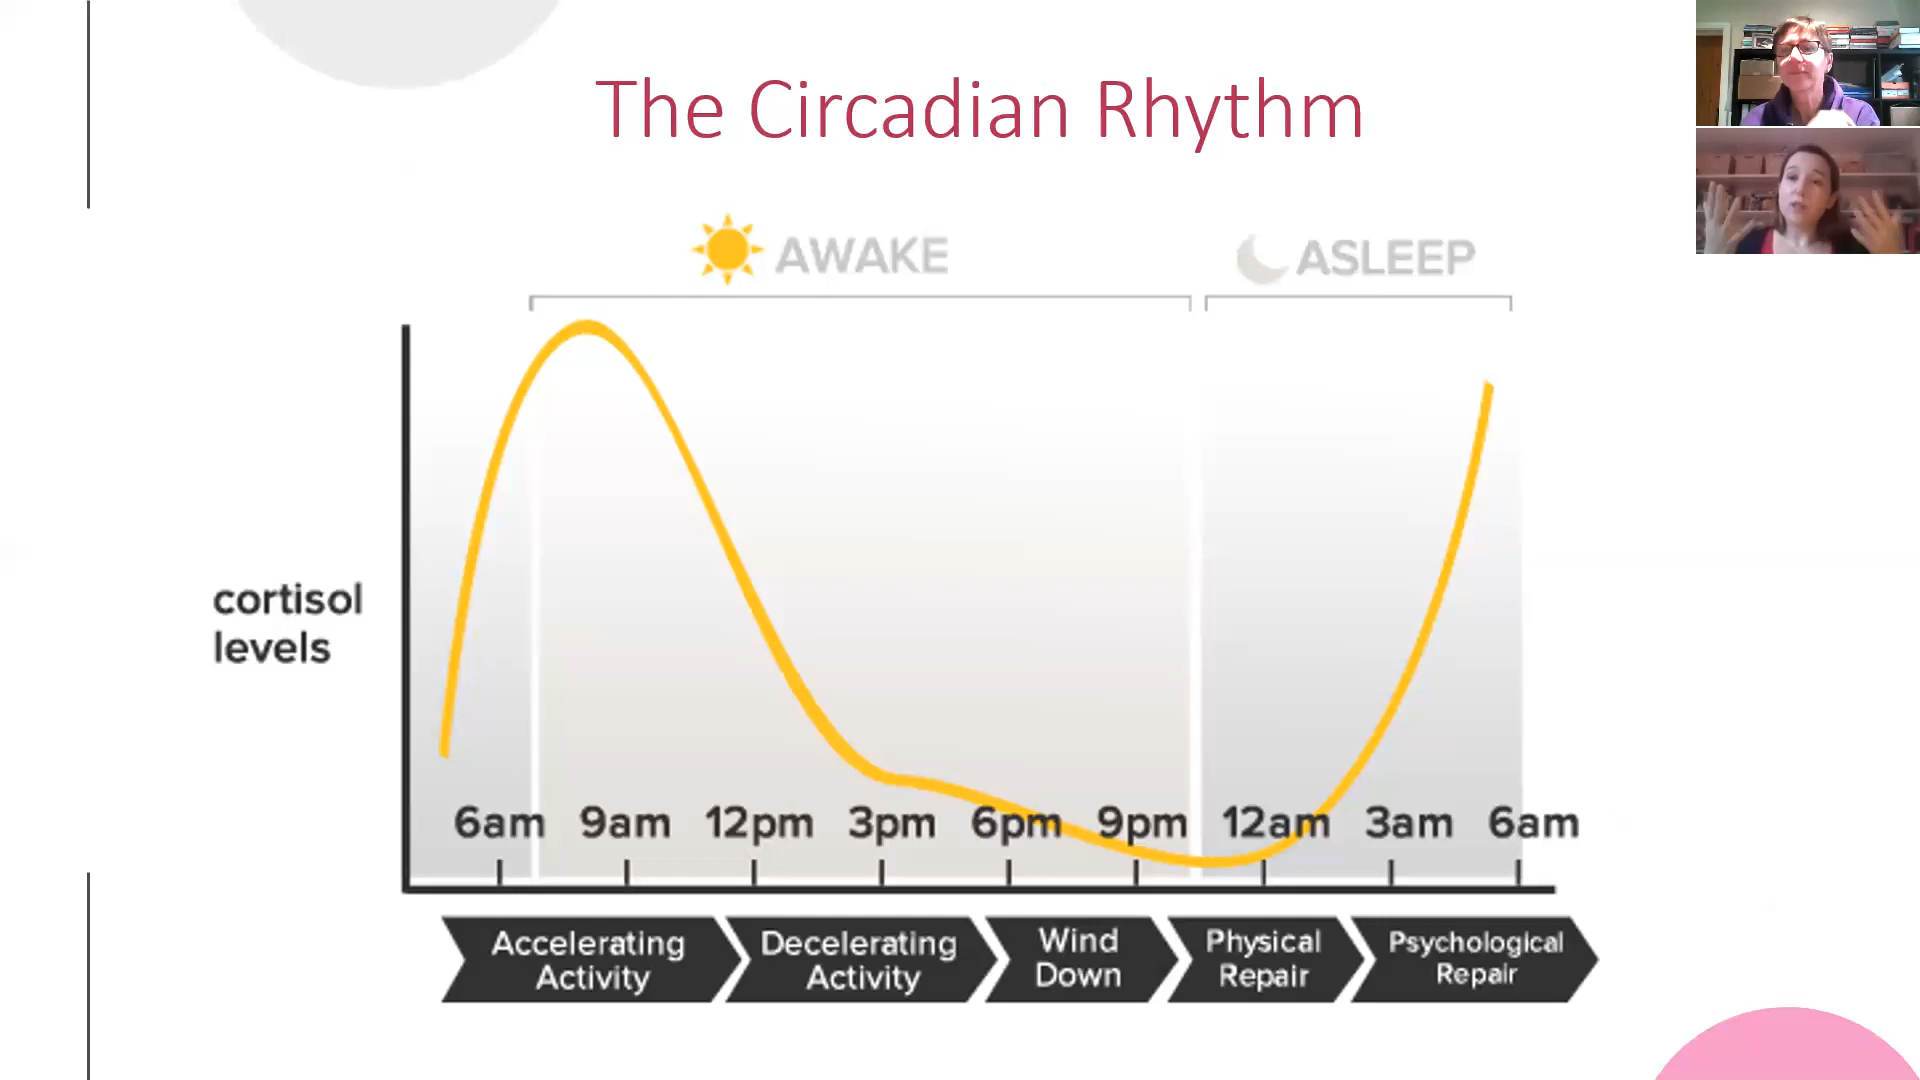 The Circadian Rhythm
AWAKE
ASLEEP
cortisol
levels
6am 9am 12pm 3pm 6pm 9pm 12am 3am 6am
Accelerating
Activity
Decelerating
Activity
Wind
Down
Physical
Repair
Psychological
Repair